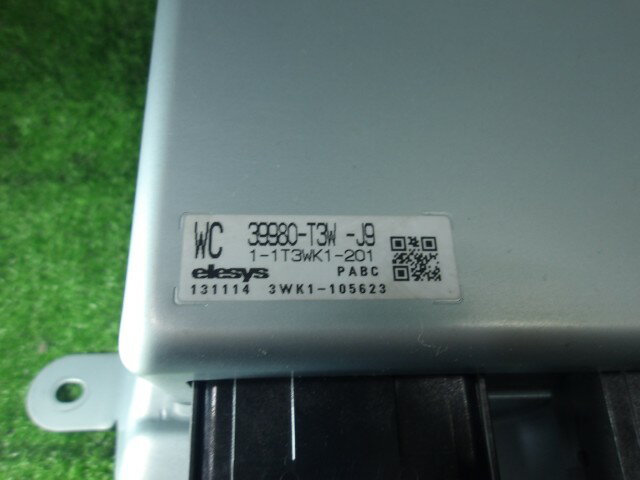 WC 39980-T3W -J9
1-1T3WK1-201
elesys PABC
131114 3WK1-105623